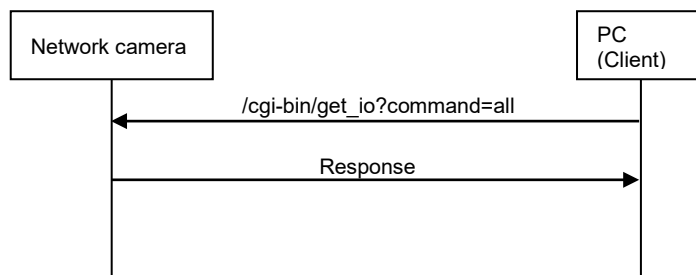 Network camera
PC
(Client)
/cgi-bin/get_io?command=all
Response